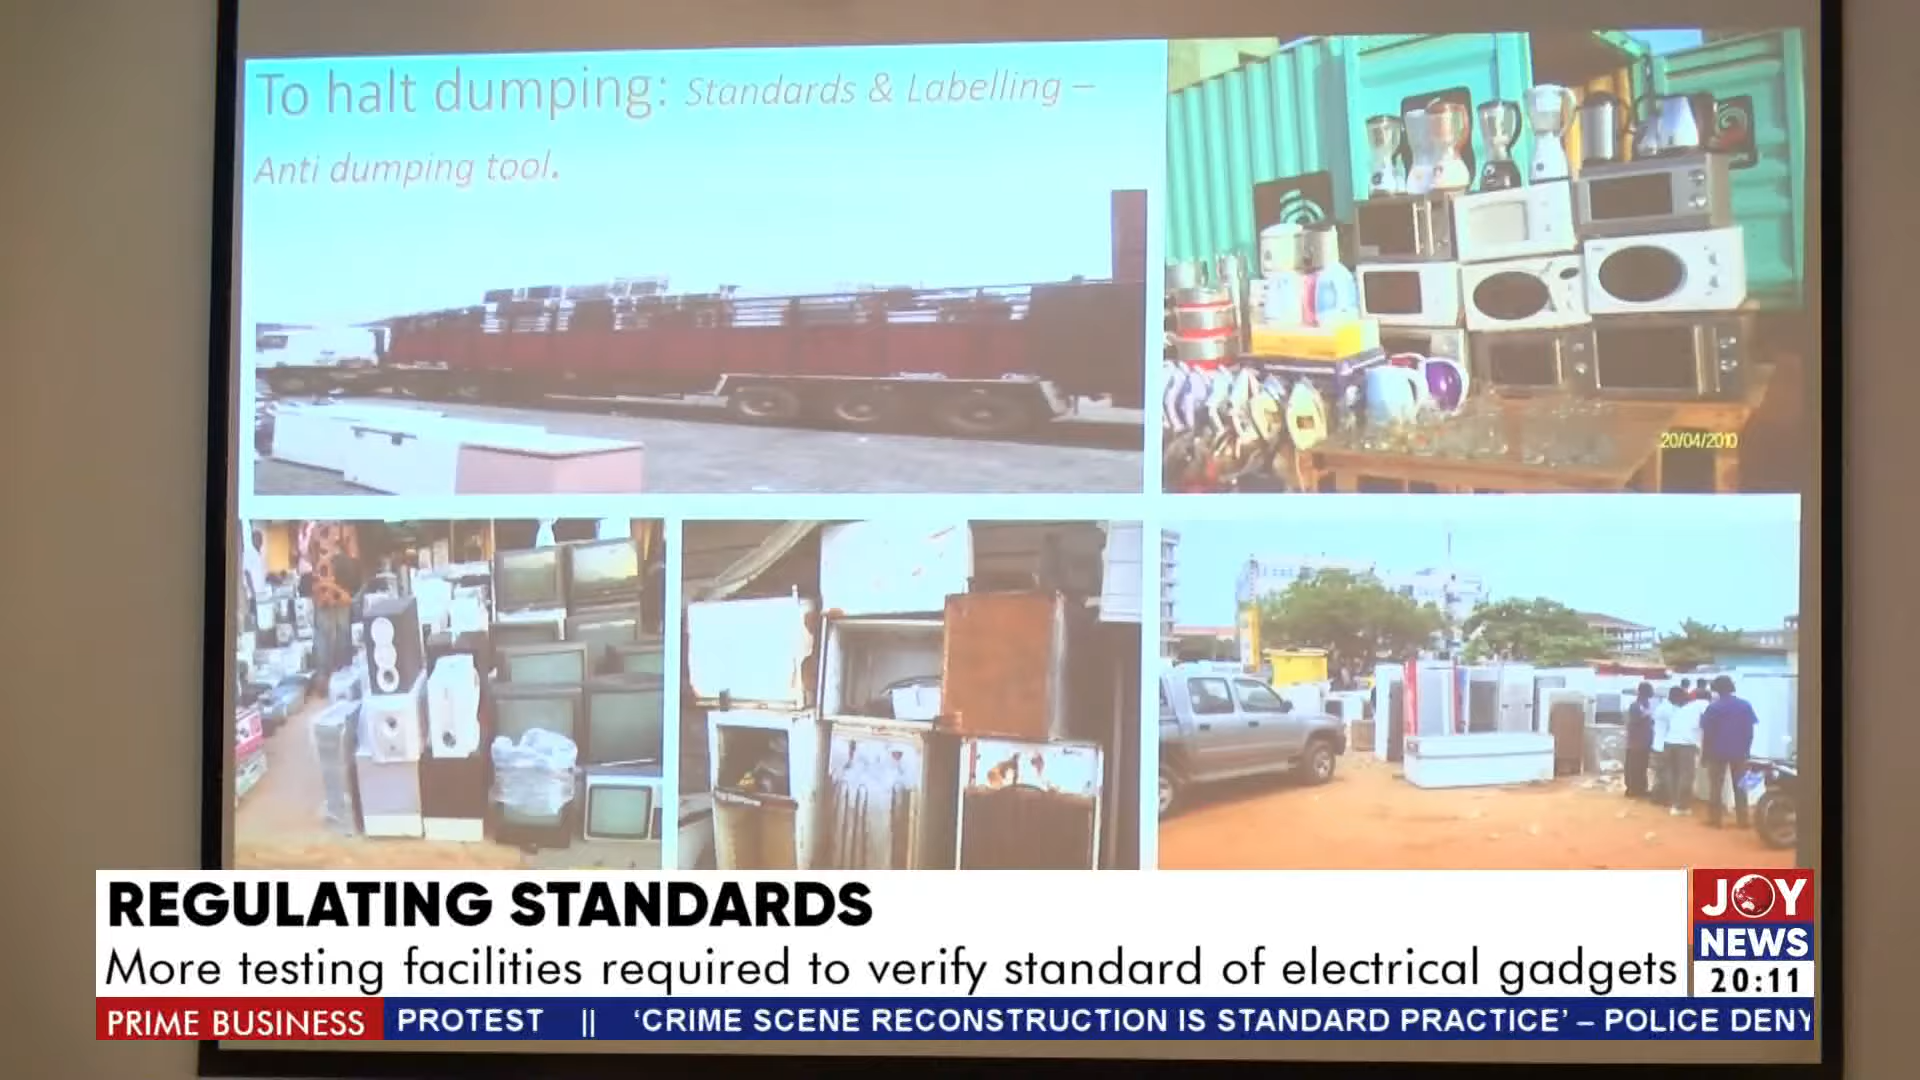 To halt dumping: Standards & Labelling –
Anti dumping tool.
20/04/2010
REGULATING STANDARDS
More testing facilities required to verify standard of electrical gadgets
JOY
NEWS
20:11
PRIME BUSINESS
PROTEST || ‘CRIME SCENE RECONSTRUCTION IS STANDARD PRACTICE’ – POLICE DENY